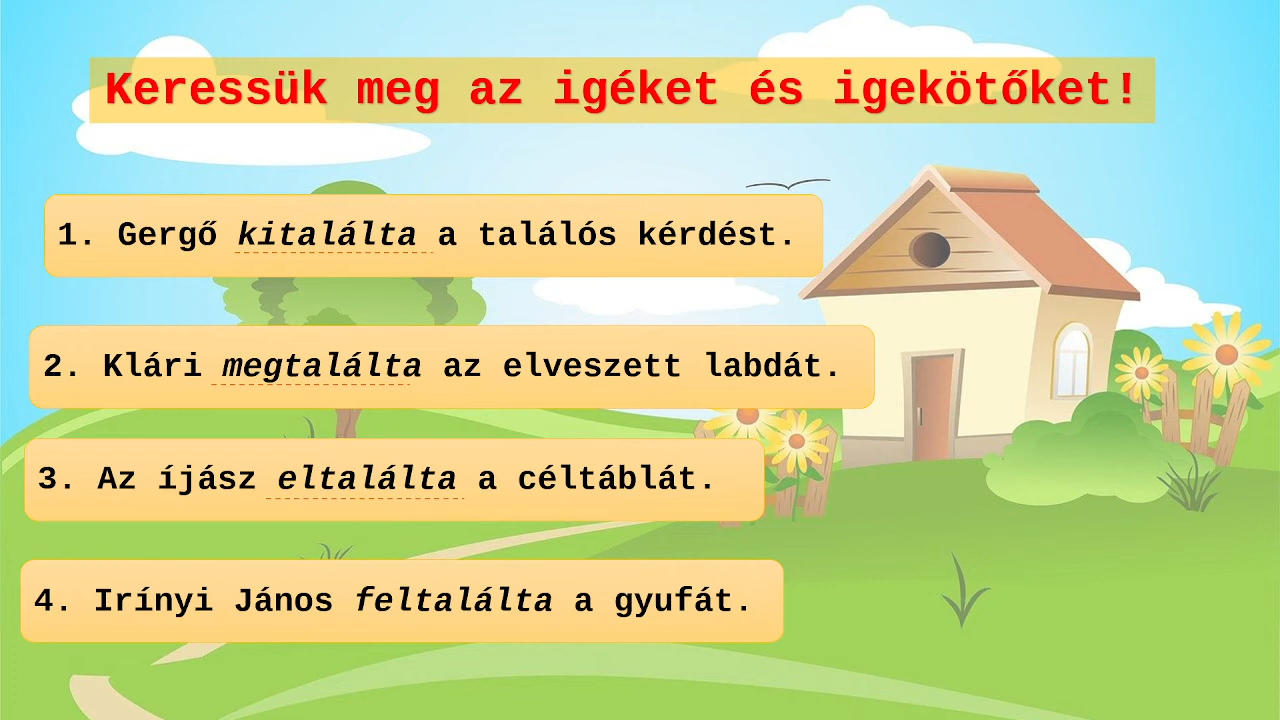 Keressük meg az igéket és igekötőket!
1. Gergő kitalálta a találós kérdést.
2. Klári megtalálta az elveszett labdát.
3. Az íjász eltalálta a céltáblát.
4. Irínyi János feltalálta a gyufát.